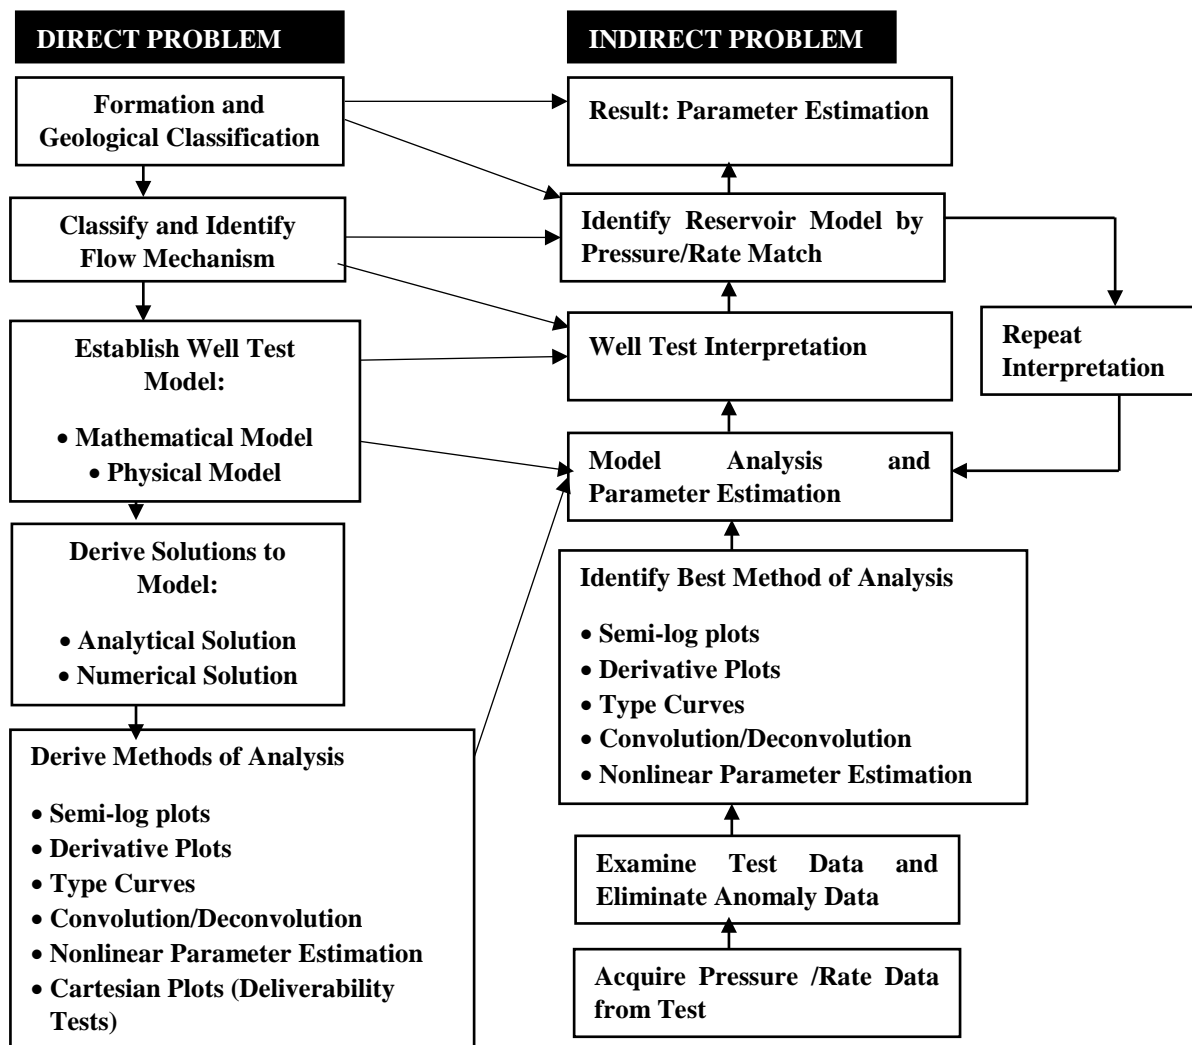 DIRECT PROBLEM
Formation and
Geological Classification
Classify and Identify
Flow Mechanism
Establish Well Test
Model:
• Mathematical Model
• Physical Model
Derive Solutions to
Model:
• Analytical Solution
• Numerical Solution
Derive Methods of Analysis
• Semi-log plots
• Derivative Plots
• Type Curves
• Convolution/Deconvolution
• Nonlinear Parameter Estimation
• Cartesian Plots (Deliverability
Tests)
INDIRECT PROBLEM
Result: Parameter Estimation
Identify Reservoir Model by
Pressure/Rate Match
Well Test Interpretation
Model Analysis and
Parameter Estimation
Identify Best Method of Analysis
• Semi-log plots
• Derivative Plots
• Type Curves
• Convolution/Deconvolution
• Nonlinear Parameter Estimation
Examine Test Data and
Eliminate Anomaly Data
Acquire Pressure /Rate Data
from Test
Repeat
Interpretation